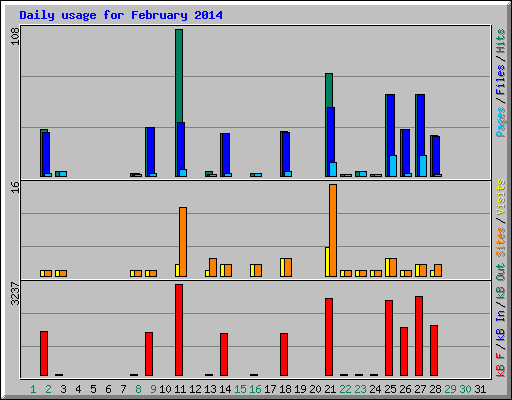 Daily usage for February 2014
108
16
3237
Pages / Files / Hits
Sites / Visits
kB F / kB In / kB Out
1 2 3 4 5 6 7 8 9 10 11 12 13 14 15 16 17 18 19 20 21 22 23 24 25 26 27 28 29 30 31